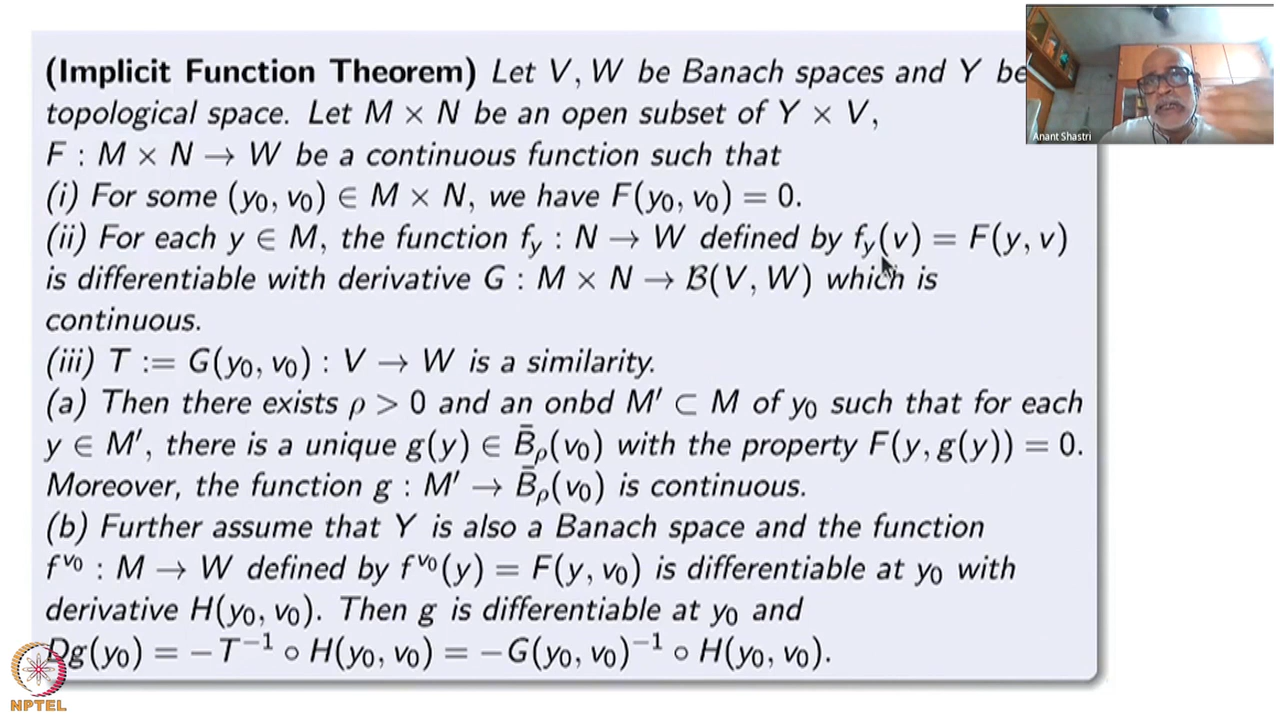 (Implicit Function Theorem) Let V, W be Banach spaces and Y be
topological space. Let M × N be an open subset of Y × V,
F : M × N → W be a continuous function such that
(i) For some (y₀, v₀) ∈ M × N, we have F(y₀, v₀) = 0.
(ii) For each y ∈ M, the function f_y : N → W defined by f_y(v) = F(y, v)
is differentiable with derivative G : M × N → ℬ(V, W) which is
continuous.
(iii) T := G(y₀, v₀) : V → W is a similarity.
(a) Then there exists ρ > 0 and an onbd M′ ⊂ M of y₀ such that for each
y ∈ M′, there is a unique g(y) ∈ B̄_ρ(v₀) with the property F(y, g(y)) = 0.
Moreover, the function g : M′ → B̄_ρ(v₀) is continuous.
(b) Further assume that Y is also a Banach space and the function
f^{v₀} : M → W defined by f^{v₀}(y) = F(y, v₀) is differentiable at y₀ with
derivative H(y₀, v₀). Then g is differentiable at y₀ and
Dg(y₀) = −T⁻¹ ∘ H(y₀, v₀) = −G(y₀, v₀)⁻¹ ∘ H(y₀, v₀).
Anant Shastri
NPTEL